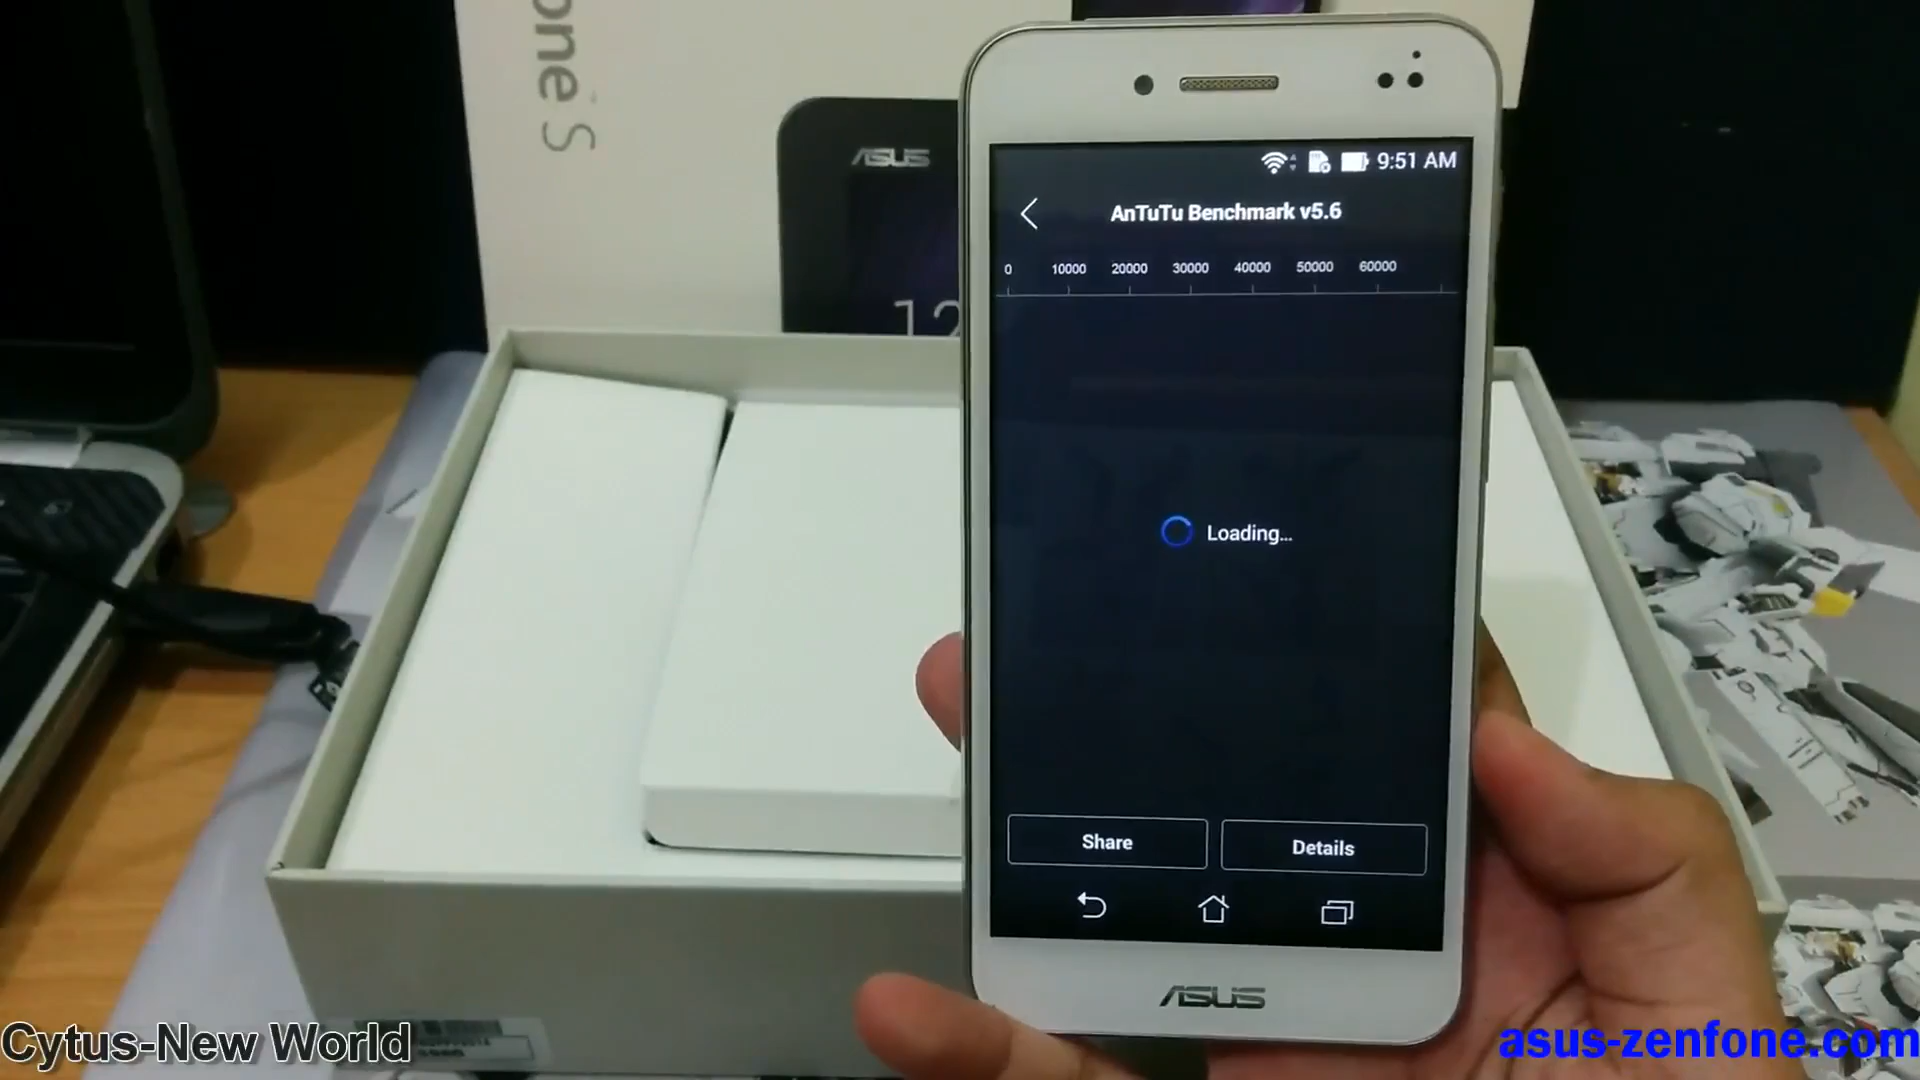 one S
ASUS
12
9:51 AM
AnTuTu Benchmark v5.6
0 10000 20000 30000 40000 50000 60000
Loading...
Share Details
ASUS
Cytus-New World
asus-zenfone.com